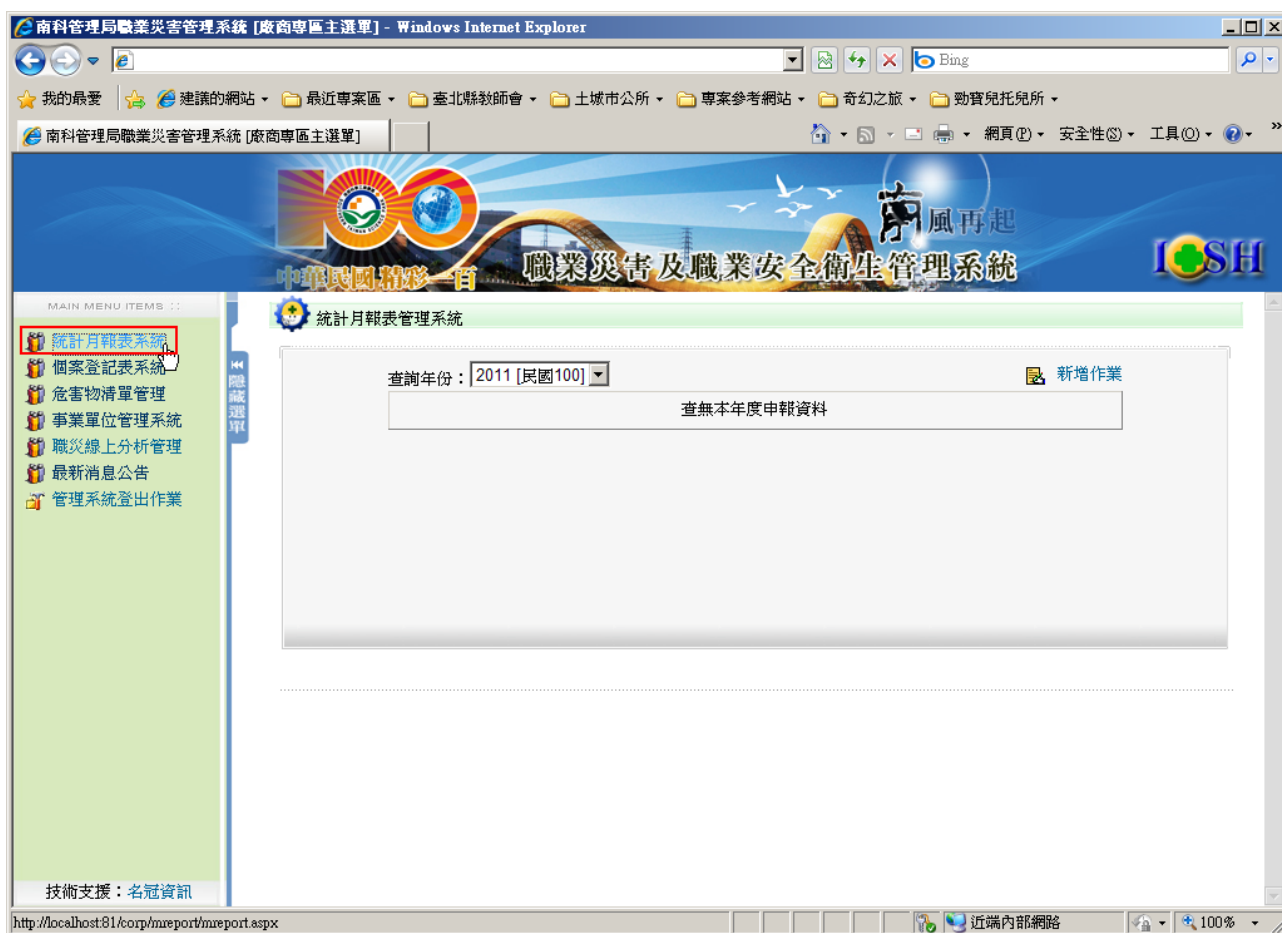 南科管理局職業災害管理系統 [廠商專區主選單] - Windows Internet Explorer
Bing
我的最愛 建議的網站 最近專案區 臺北縣教師會 土城市公所 專案參考網站 奇幻之旅 勁寶兒托兒所
南科管理局職業災害管理系統 [廠商專區主選單] 網頁(P) 安全性(S) 工具(O) »
100
中華民國精彩一百
南風再起
職業災害及職業安全衛生管理系統
IOSH
MAIN MENU ITEMS ::
統計月報表系統
個案登記表系統
危害物清單管理
事業單位管理系統
職災線上分析管理
最新消息公告
管理系統登出作業
隱藏選單
統計月報表管理系統
查詢年份：2011 [民國100] 新增作業
查無本年度申報資料
技術支援：名冠資訊
http://localhost:81/corp/mreport/mreport.aspx 近端內部網路 100%